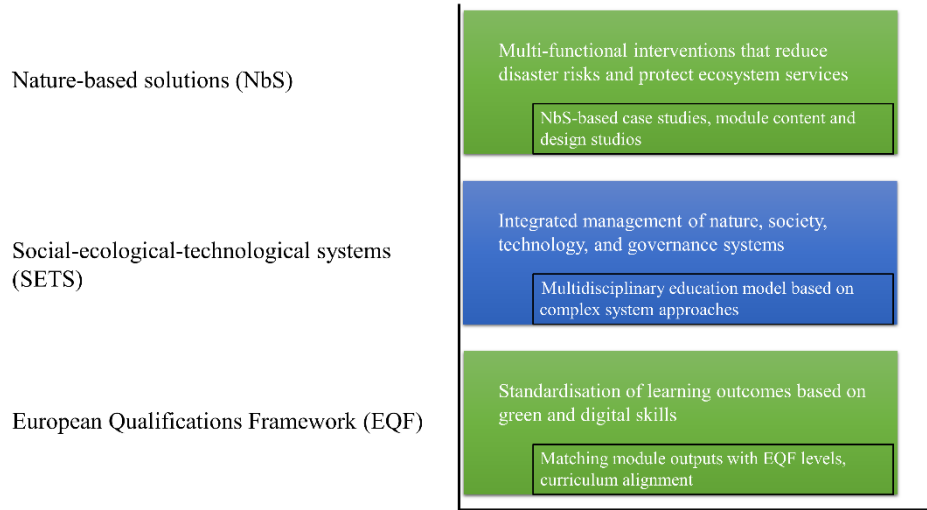 Nature-based solutions (NbS)
Multi-functional interventions that reduce
disaster risks and protect ecosystem services
NbS-based case studies, module content and
design studios
Social-ecological-technological systems
(SETS)
Integrated management of nature, society,
technology, and governance systems
Multidisciplinary education model based on
complex system approaches
European Qualifications Framework (EQF)
Standardisation of learning outcomes based on
green and digital skills
Matching module outputs with EQF levels,
curriculum alignment